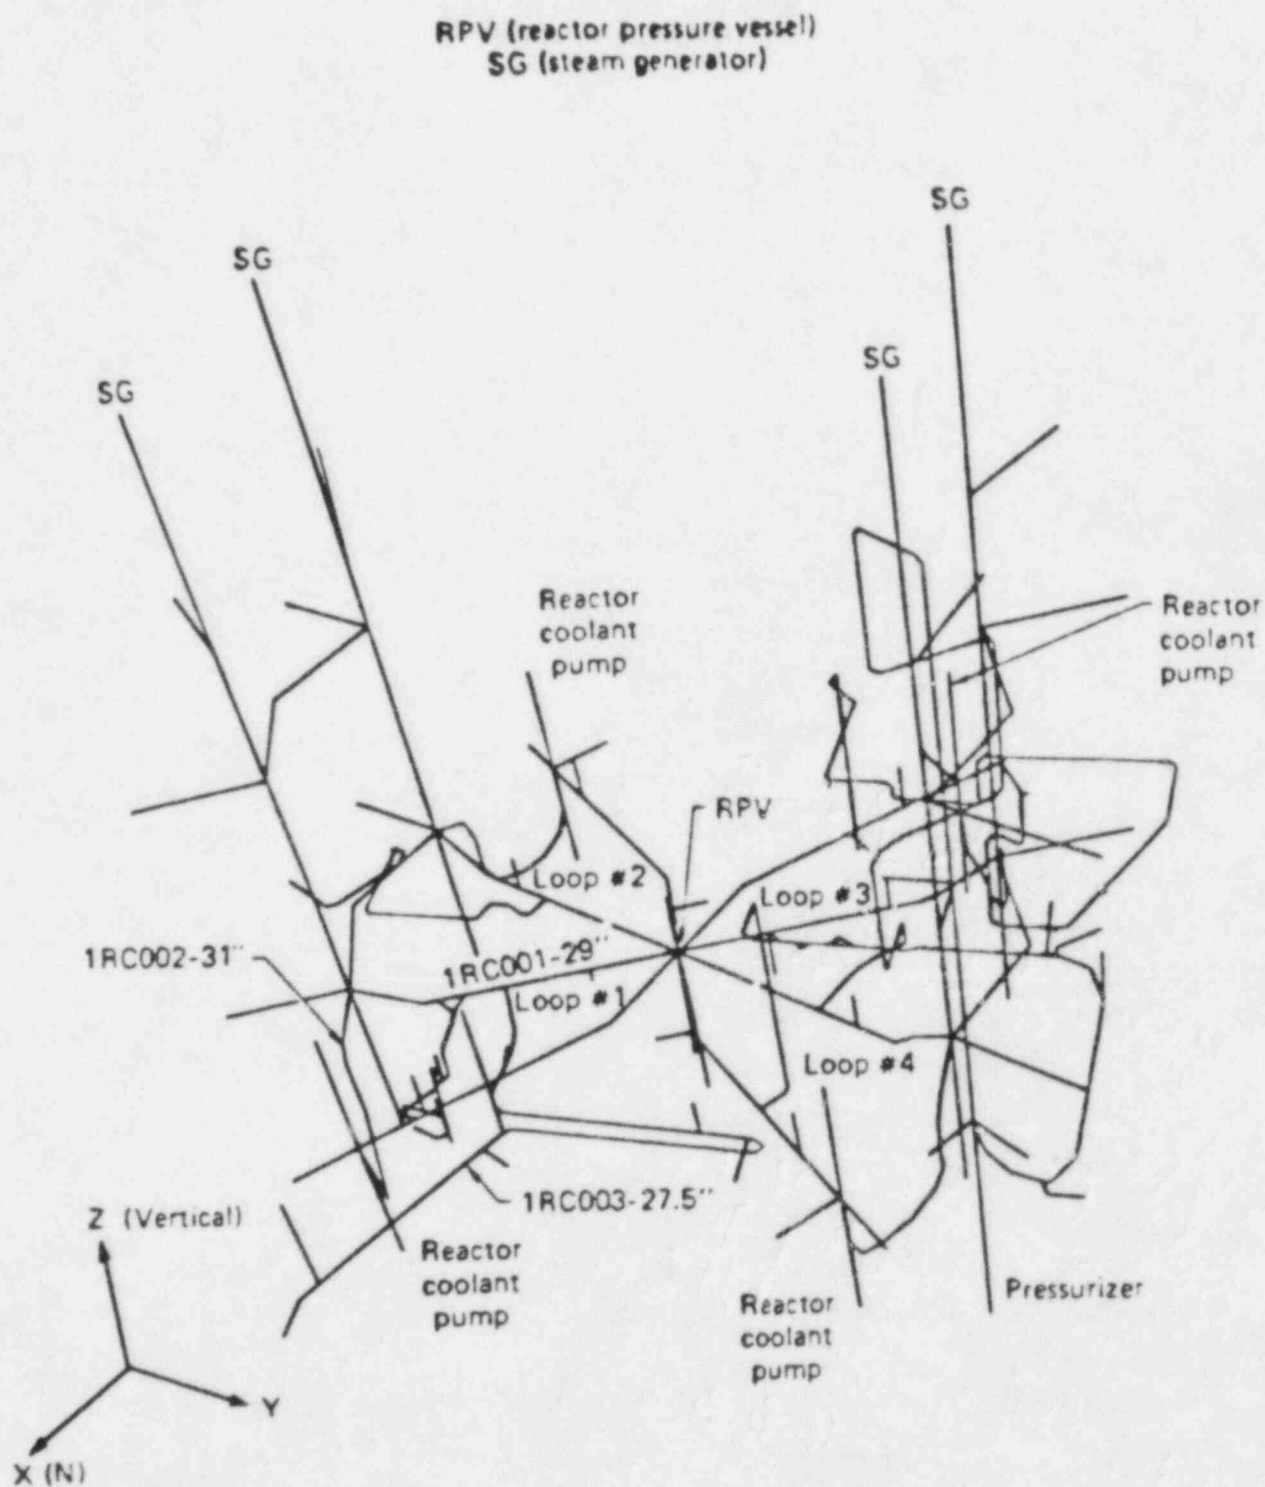 RPV (reactor pressure vessel)
SG (steam generator)
SG
SG
SG
SG
Reactor
coolant
pump
Reactor
coolant
pump
RPV
Loop #2
Loop #3
1RC002-31"
1RC001-29"
Loop #1
Loop #4
1RC003-27.5"
Z (Vertical)
Reactor
coolant
pump
Reactor
coolant
pump
Pressurizer
Y
X (N)